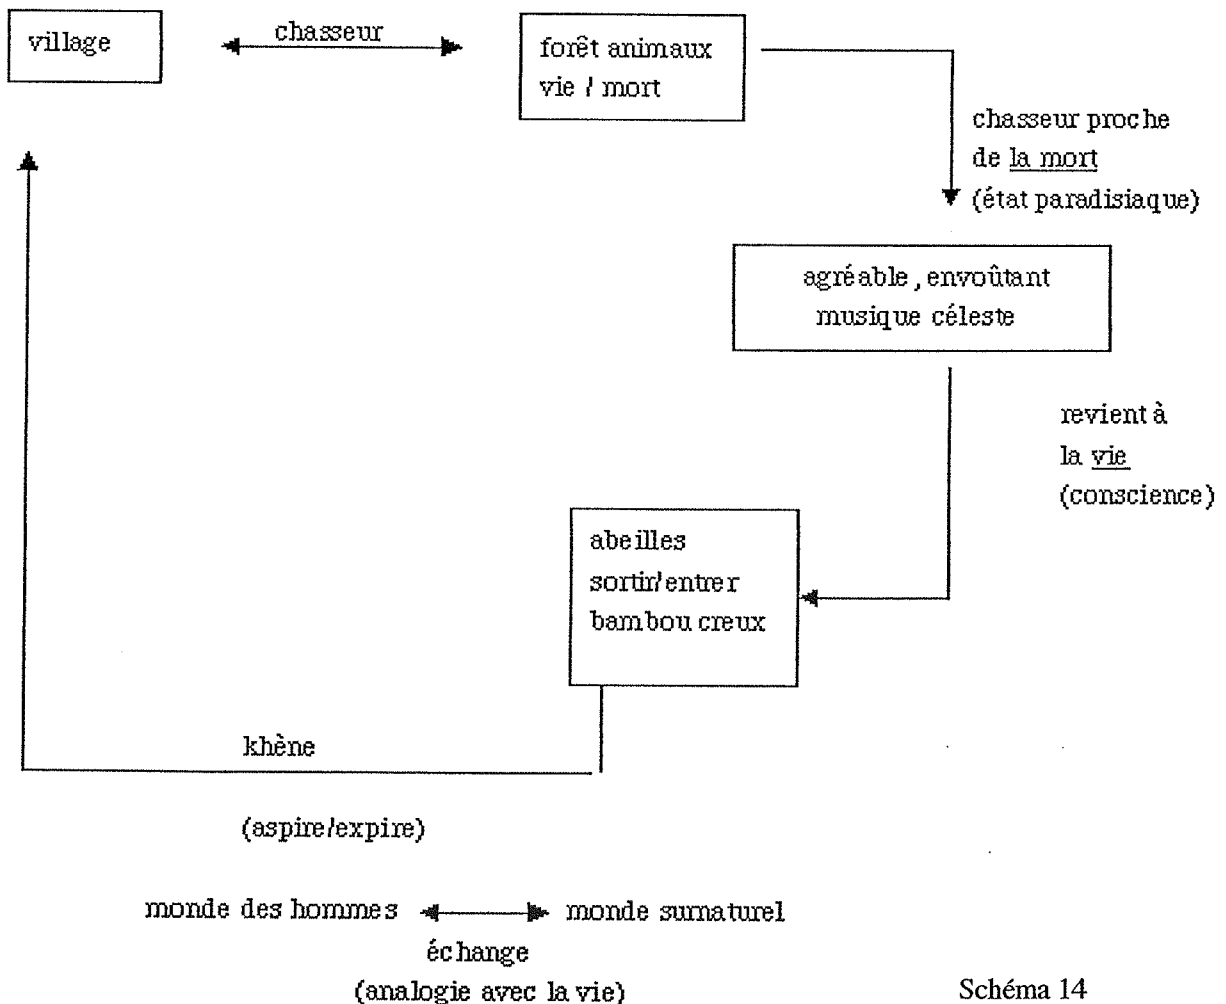 village
chasseur
forêt animaux
vie / mort
chasseur proche
de la mort
(état paradisiaque)
agréable, envoûtant
musique céleste
revient à
la vie
(conscience)
abeilles
sortir/entrer
bambou creux
khène
(aspire/expire)
monde des hommes monde surnaturel
échange
(analogie avec la vie)
Schéma 14